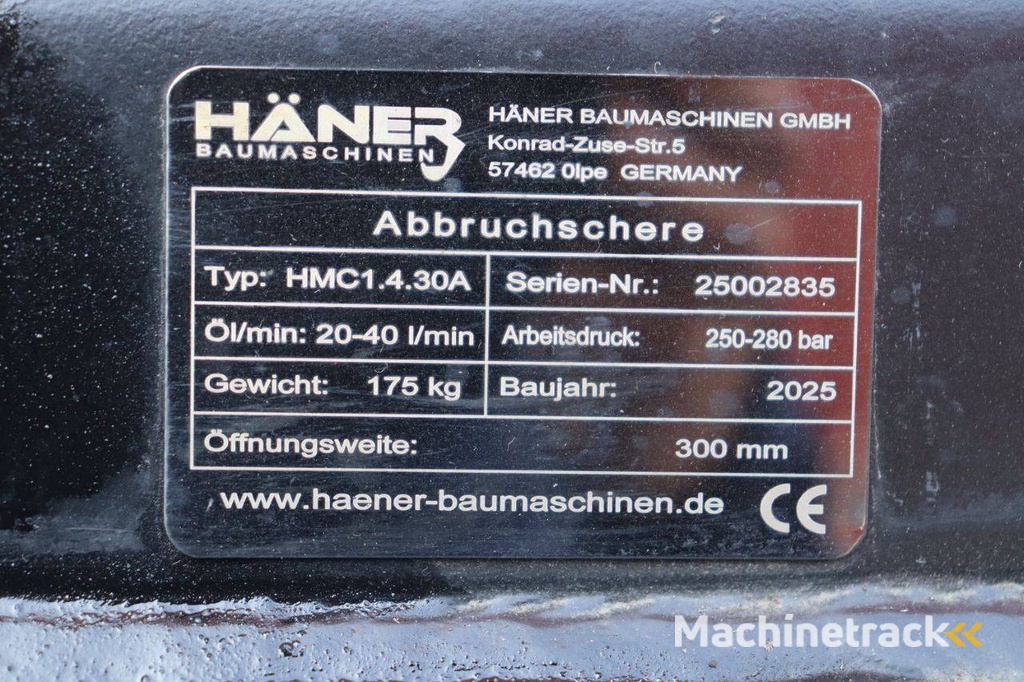 HÄNER
BAUMASCHINEN
HÄNER BAUMASCHINEN GMBH
Konrad-Zuse-Str.5
57462 Olpe GERMANY
Abbruchschere
Typ: HMC1.4.30A
Serien-Nr.: 25002835
Öl/min: 20-40 l/min
Arbeitsdruck: 250-280 bar
Gewicht: 175 kg
Baujahr: 2025
Öffnungsweite: 300 mm
www.haener-baumaschinen.de CE
Machinetrack